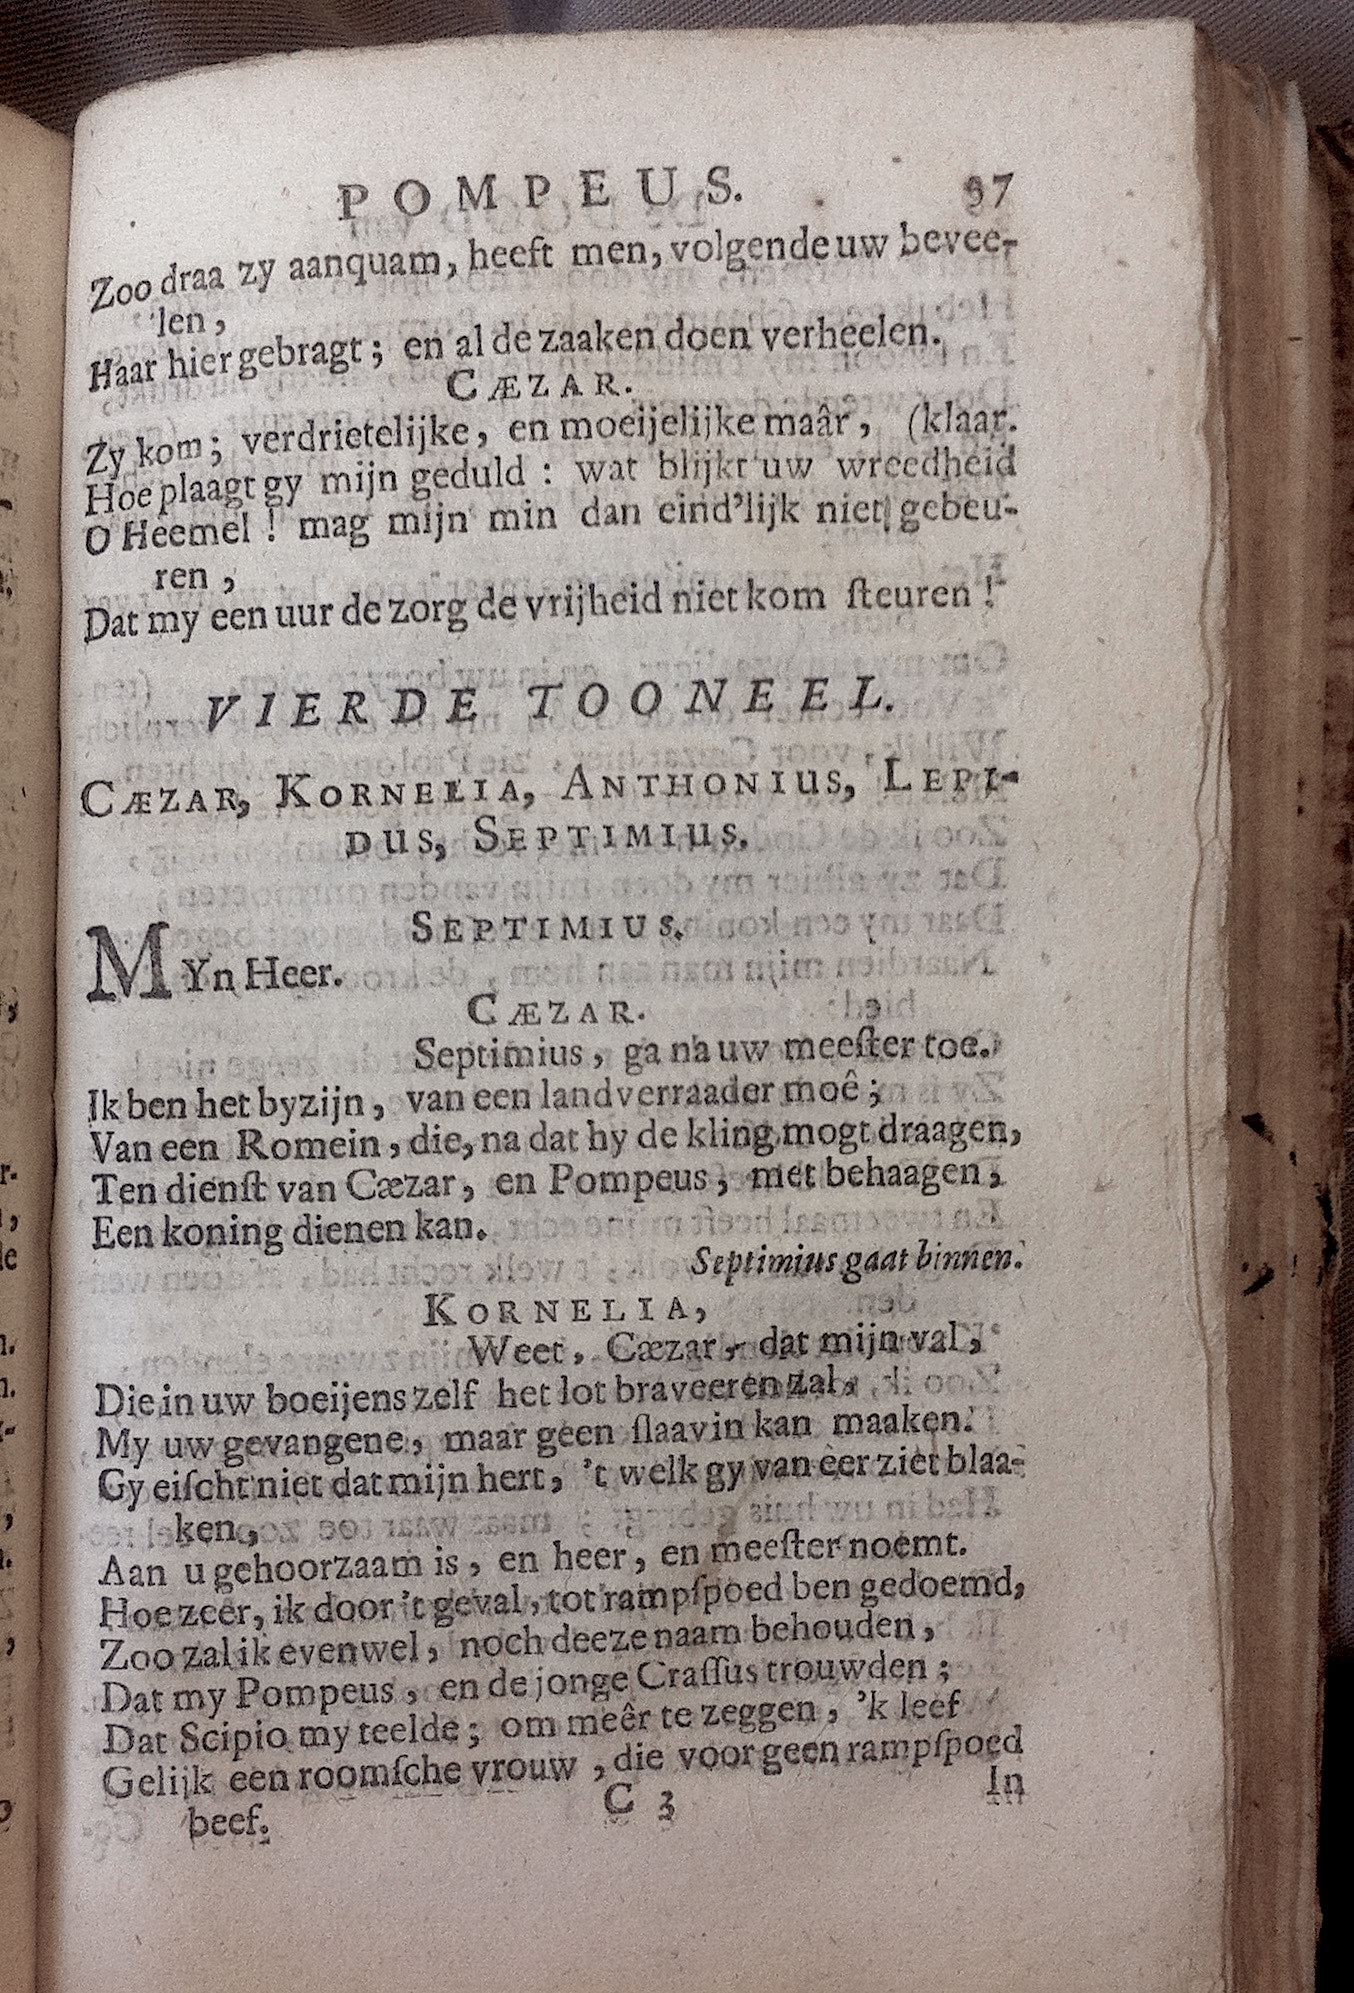 POMPEUS. 97
Zoo draa zy aanquam, heeft men, volgende uw bevee-
len,
Haar hier gebragt; en al de zaaken doen verheelen.
CÆZAR.
Zy kom; verdrietelijke, en moeijelijke maâr, (klaar.
Hoe plaagt gy mijn geduld: wat blijkt uw wreedheid
O Heemel! mag mijn min dan eind'lijk niet gebeu-
ren,
Dat my een uur de zorg de vrijheid niet kom ſteuren!
VIERDE TOONEEL.
CÆZAR, KORNELIA, ANTHONIUS, LEPI-
DUS, SEPTIMIUS.
SEPTIMIUS.
MYn Heer.
CÆZAR.
Septimius, ga na uw meeſter toe.
Ik ben het byzijn, van een landverraader moê;
Van een Romein, die, na dat hy de kling mogt draagen,
Ten dienſt van Cæzar, en Pompeus, met behaagen,
Een koning dienen kan.
Septimius gaat binnen.
KORNELIA,
Weet, Cæzar, dat mijn val,
Die in uw boeijens zelf het lot braveeren zal,
My uw gevangene, maar geen ſlaavin kan maaken.
Gy eiſcht niet dat mijn hert, 't welk gy van eer ziet blaa-
ken,
Aan u gehoorzaam is, en heer, en meeſter noemt.
Hoe zeer, ik door 't geval, tot rampſpoed ben gedoemd,
Zoo zal ik evenwel, noch deeze naam behouden,
Dat my Pompeus, en de jonge Craſſus trouwden;
Dat Scipio my teelde; om meêr te zeggen, 'k leef
Gelijk een roomſche vrouw, die voor geen rampſpoed
beef.
C 3 In